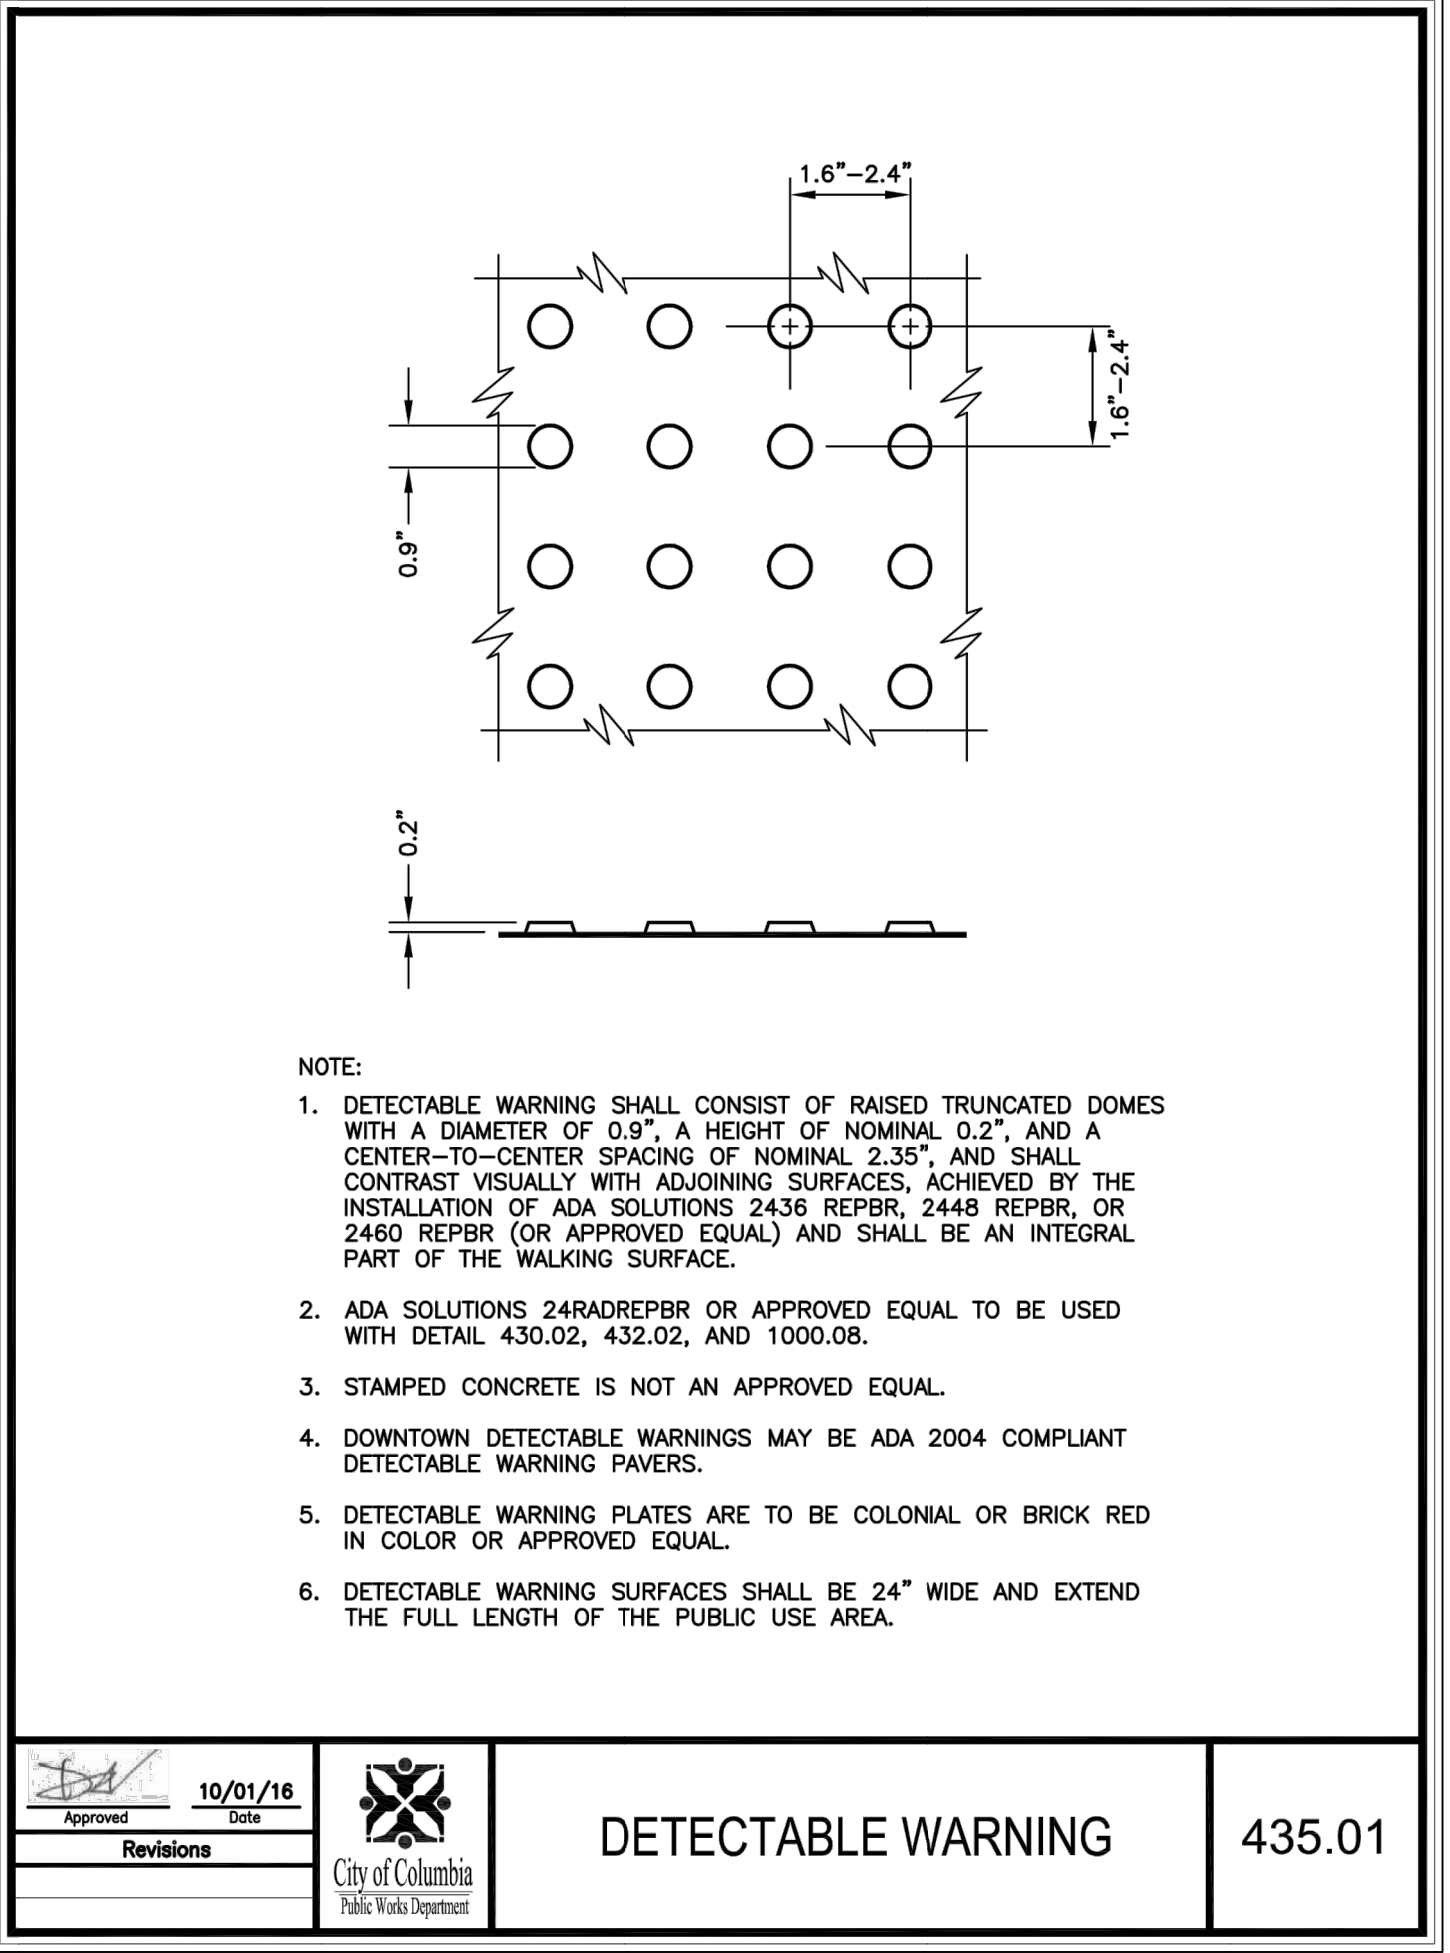 1.6"–2.4"
1.6"–2.4"
0.9"
0.2"
NOTE:
1. DETECTABLE WARNING SHALL CONSIST OF RAISED TRUNCATED DOMES
WITH A DIAMETER OF 0.9", A HEIGHT OF NOMINAL 0.2", AND A
CENTER–TO–CENTER SPACING OF NOMINAL 2.35", AND SHALL
CONTRAST VISUALLY WITH ADJOINING SURFACES, ACHIEVED BY THE
INSTALLATION OF ADA SOLUTIONS 2436 REPBR, 2448 REPBR, OR
2460 REPBR (OR APPROVED EQUAL) AND SHALL BE AN INTEGRAL
PART OF THE WALKING SURFACE.
2. ADA SOLUTIONS 24RADREPBR OR APPROVED EQUAL TO BE USED
WITH DETAIL 430.02, 432.02, AND 1000.08.
3. STAMPED CONCRETE IS NOT AN APPROVED EQUAL.
4. DOWNTOWN DETECTABLE WARNINGS MAY BE ADA 2004 COMPLIANT
DETECTABLE WARNING PAVERS.
5. DETECTABLE WARNING PLATES ARE TO BE COLONIAL OR BRICK RED
IN COLOR OR APPROVED EQUAL.
6. DETECTABLE WARNING SURFACES SHALL BE 24" WIDE AND EXTEND
THE FULL LENGTH OF THE PUBLIC USE AREA.
10/01/16
Approved Date
Revisions
City of Columbia
Public Works Department
DETECTABLE WARNING
435.01